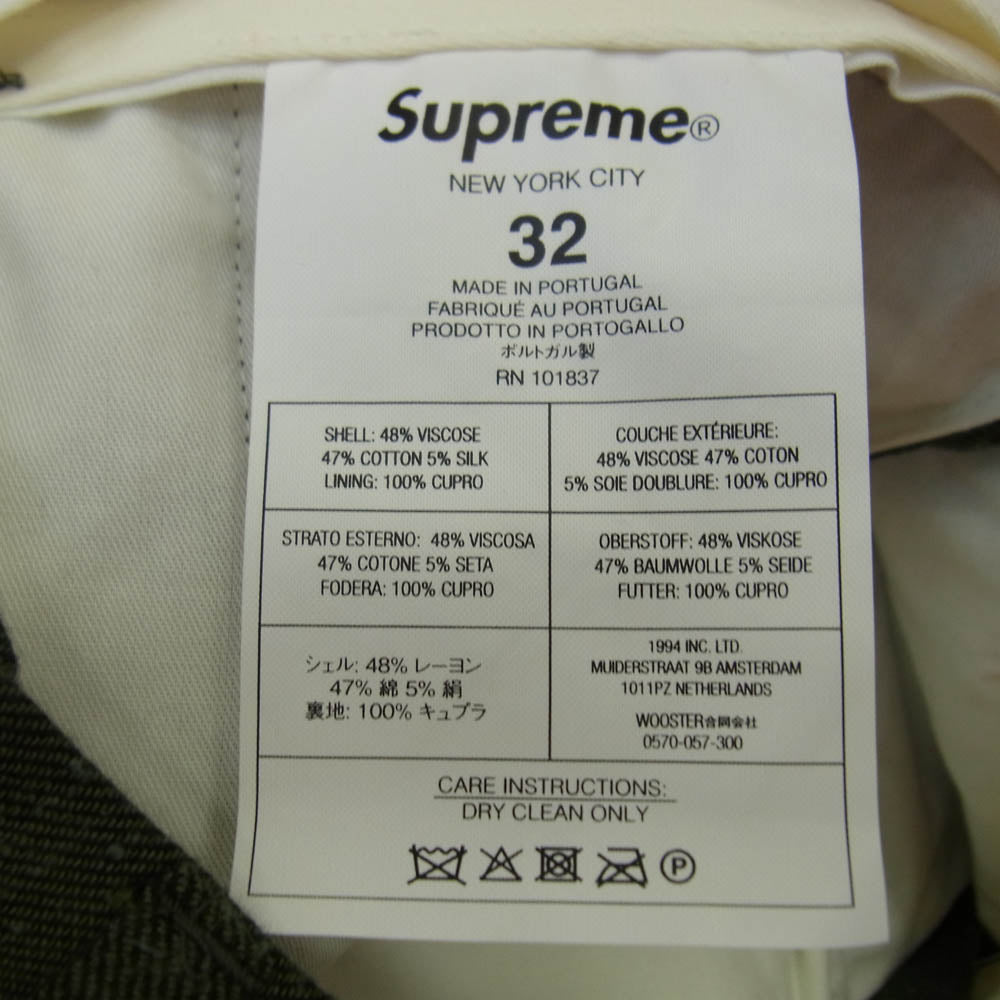 Supreme®
NEW YORK CITY
32
MADE IN PORTUGAL
FABRIQUÉ AU PORTUGAL
PRODOTTO IN PORTOGALLO
ポルトガル製
RN 101837
SHELL: 48% VISCOSE
47% COTTON 5% SILK
LINING: 100% CUPRO
COUCHE EXTÉRIEURE:
48% VISCOSE 47% COTON
5% SOIE DOUBLURE: 100% CUPRO
STRATO ESTERNO: 48% VISCOSA
47% COTONE 5% SETA
FODERA: 100% CUPRO
OBERSTOFF: 48% VISKOSE
47% BAUMWOLLE 5% SEIDE
FUTTER: 100% CUPRO
シェル: 48% レーヨン
47% 綿 5% 絹
裏地: 100% キュプラ
1994 INC. LTD.
MUIDERSTRAAT 9B AMSTERDAM
1011PZ NETHERLANDS
WOOSTER合同会社
0570-057-300
CARE INSTRUCTIONS:
DRY CLEAN ONLY
P